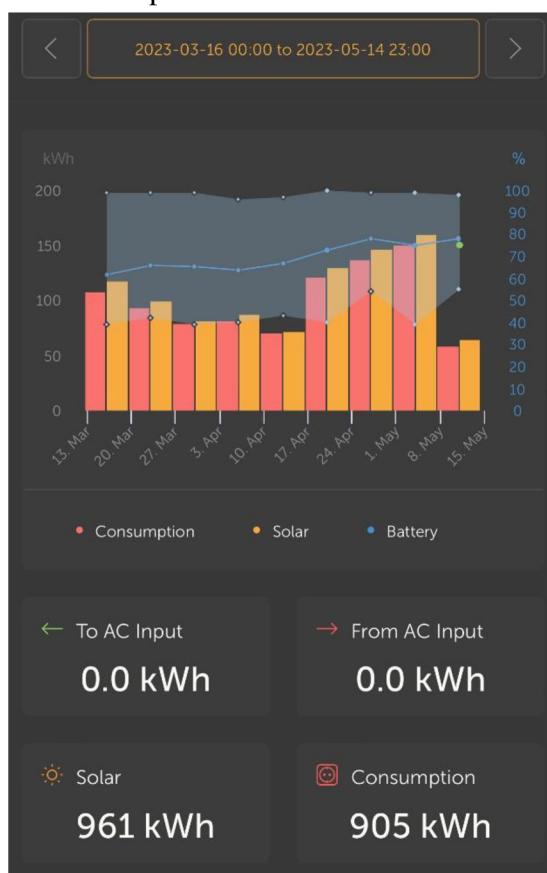 2023-03-16 00:00 to 2023-05-14 23:00
kWh %
200 100
90
150 80
70
60
100 50
40
50 30
20
10
0 0
13. Mar 20. Mar 27. Mar 3. Apr 10. Apr 17. Apr 24. Apr 1. May 8. May 15. May
Consumption Solar Battery
To AC Input From AC Input
0.0 kWh 0.0 kWh
Solar Consumption
961 kWh 905 kWh